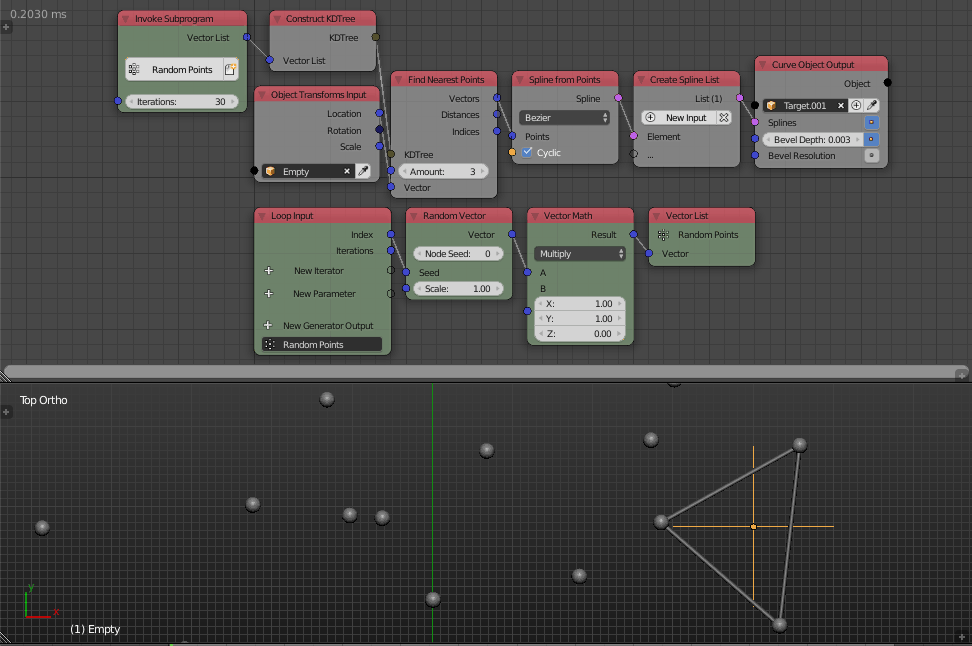 0.2030 ms
Invoke Subprogram
Vector List
Random Points
Iterations: 30
Construct KDTree
KDTree
Vector List
Object Transforms Input
Location
Rotation
Scale
Empty
Find Nearest Points
Vectors
Distances
Indices
KDTree
Amount: 3
Vector
Spline from Points
Spline
Bezier
Points
Cyclic
Create Spline List
List (1)
New Input
Element
...
Curve Object Output
Object
Target.001
Splines
Bevel Depth: 0.003
Bevel Resolution
Loop Input
Index
Iterations
New Iterator
New Parameter
New Generator Output
Random Points
Random Vector
Vector
Node Seed: 0
Seed
Scale: 1.00
Vector Math
Result
Multiply
A
B
X: 1.00
Y: 1.00
Z: 0.00
Vector List
Random Points
Vector
Top Ortho
y
x
(1) Empty